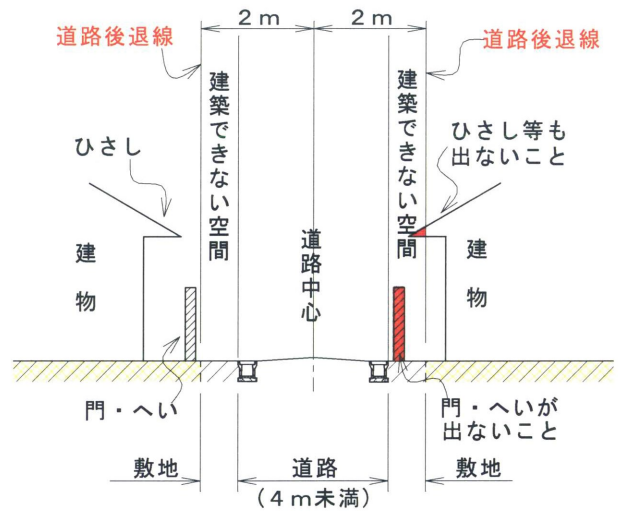 2m
2m
道路後退線
道路後退線
建築できない空間
建築できない空間
ひさし
ひさし等も
出ないこと
道路中心
建物
建物
門・へい
門・へいが
出ないこと
敷地
道路
(4m未満)
敷地